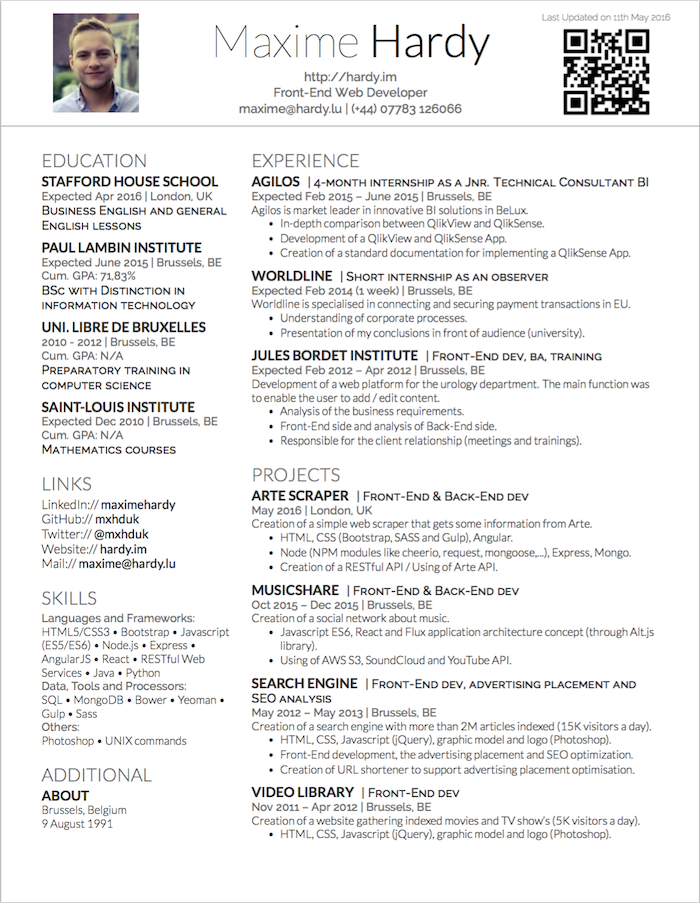 Last Updated on 11th May 2016
Maxime Hardy
http://hardy.im
Front-End Web Developer
maxime@hardy.lu | (+44) 07783 126066
EDUCATION
STAFFORD HOUSE SCHOOL
Expected Apr 2016 | London, UK
Business English and general
English lessons
PAUL LAMBIN INSTITUTE
Expected June 2015 | Brussels, BE
Cum. GPA: 71,83%
BSc with Distinction in
information technology
UNI. LIBRE DE BRUXELLES
2010 - 2012 | Brussels, BE
Cum. GPA: N/A
Preparatory training in
computer science
SAINT-LOUIS INSTITUTE
Expected Dec 2010 | Brussels, BE
Cum. GPA: N/A
Mathematics courses
LINKS
LinkedIn:// maximehardy
GitHub:// mxhduk
Twitter:// @mxhduk
Website:// hardy.im
Mail:// maxime@hardy.lu
SKILLS
Languages and Frameworks:
HTML5/CSS3 • Bootstrap • Javascript
(ES5/ES6) • Node.js • Express •
AngularJS • React • RESTful Web
Services • Java • Python
Data, Tools and Processors:
SQL • MongoDB • Bower • Yeoman •
Gulp • Sass
Others:
Photoshop • UNIX commands
ADDITIONAL
ABOUT
Brussels, Belgium
9 August 1991
EXPERIENCE
AGILOS | 4-month internship as a Jnr. Technical Consultant BI
Expected Feb 2015 – June 2015 | Brussels, BE
Agilos is market leader in innovative BI solutions in BeLux.
• In-depth comparison between QlikView and QlikSense.
• Development of a QlikView and QlikSense App.
• Creation of a standard documentation for implementing a QlikSense App.
WORLDLINE | Short internship as an observer
Expected Feb 2014 (1 week) | Brussels, BE
Worldline is specialised in connecting and securing payment transactions in EU.
• Understanding of corporate processes.
• Presentation of my conclusions in front of audience (university).
JULES BORDET INSTITUTE | Front-End dev, ba, training
Expected Feb 2012 – Apr 2012 | Brussels, BE
Development of a web platform for the urology department. The main function was
to enable the user to add / edit content.
• Analysis of the business requirements.
• Front-End side and analysis of Back-End side.
• Responsible for the client relationship (meetings and trainings).
PROJECTS
ARTE SCRAPER | Front-End & Back-End dev
May 2016 | London, UK
Creation of a simple web scraper that gets some information from Arte.
• HTML, CSS (Bootstrap, SASS and Gulp), Angular.
• Node (NPM modules like cheerio, request, mongoose,...), Express, Mongo.
• Creation of a RESTful API / Using of Arte API.
MUSICSHARE | Front-End & Back-End dev
Oct 2015 – Dec 2015 | Brussels, BE
Creation of a social network about music.
• Javascript ES6, React and Flux application architecture concept (through Alt.js
library).
• Using of AWS S3, SoundCloud and YouTube API.
SEARCH ENGINE | Front-End dev, advertising placement and
SEO analysis
May 2012 – May 2013 | Brussels, BE
Creation of a search engine with more than 2M articles indexed (15K visitors a day).
• HTML, CSS, Javascript (jQuery), graphic model and logo (Photoshop).
• Front-End development, the advertising placement and SEO optimization.
• Creation of URL shortener to support advertising placement optimisation.
VIDEO LIBRARY | Front-End dev
Nov 2011 – Apr 2012 | Brussels, BE
Creation of a website gathering indexed movies and TV show's (5K visitors a day).
• HTML, CSS, Javascript (jQuery), graphic model and logo (Photoshop).